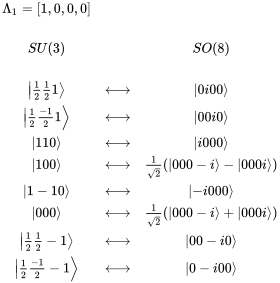 Λ₁ = [1, 0, 0, 0]
SU(3) SO(8)
|½ ½ 1⟩ ⟷ |0i00⟩
|½ −1/2 1⟩ ⟷ |00i0⟩
|110⟩ ⟷ |i000⟩
|100⟩ ⟷ 1/√2 (|000 − i⟩ − |000i⟩)
|1 − 10⟩ ⟷ |−i000⟩
|000⟩ ⟷ 1/√2 (|000 − i⟩ + |000i⟩)
|½ ½ − 1⟩ ⟷ |00 − i0⟩
|½ −1/2 − 1⟩ ⟷ |0 − i00⟩